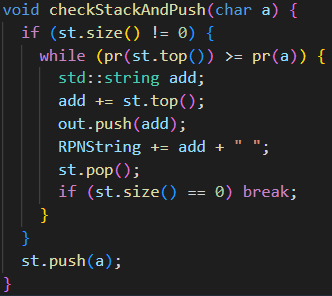 void checkStackAndPush(char a) {
  if (st.size() != 0) {
    while (pr(st.top()) >= pr(a)) {
      std::string add;
      add += st.top();
      out.push(add);
      RPNString += add + " ";
      st.pop();
      if (st.size() == 0) break;
    }
  }
  st.push(a);
}